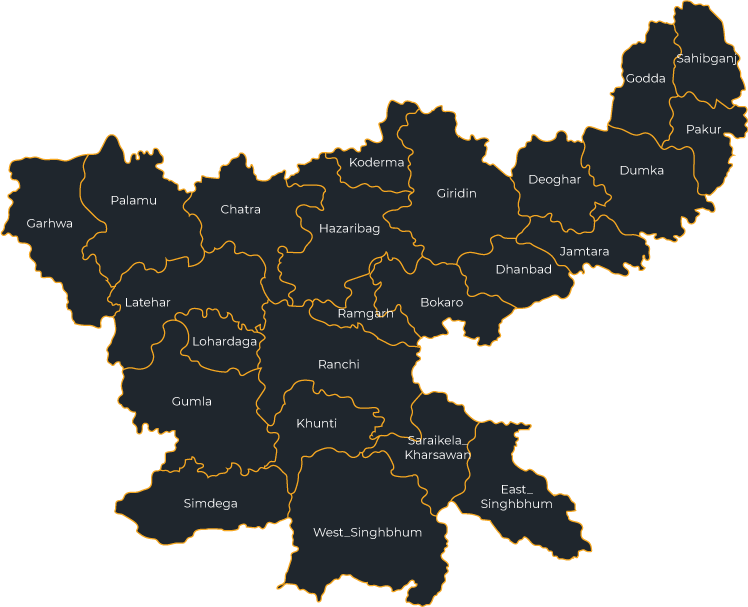 Sahibganj
Godda
Pakur
Koderma
Dumka
Deoghar
Giridin
Palamu
Chatra
Garhwa
Hazaribag
Jamtara
Dhanbad
Latehar
Bokaro
Ramgarh
Lohardaga
Ranchi
Gumla
Khunti
Saraikela_
Kharsawan
East_
Singhbhum
Simdega
West_Singhbhum